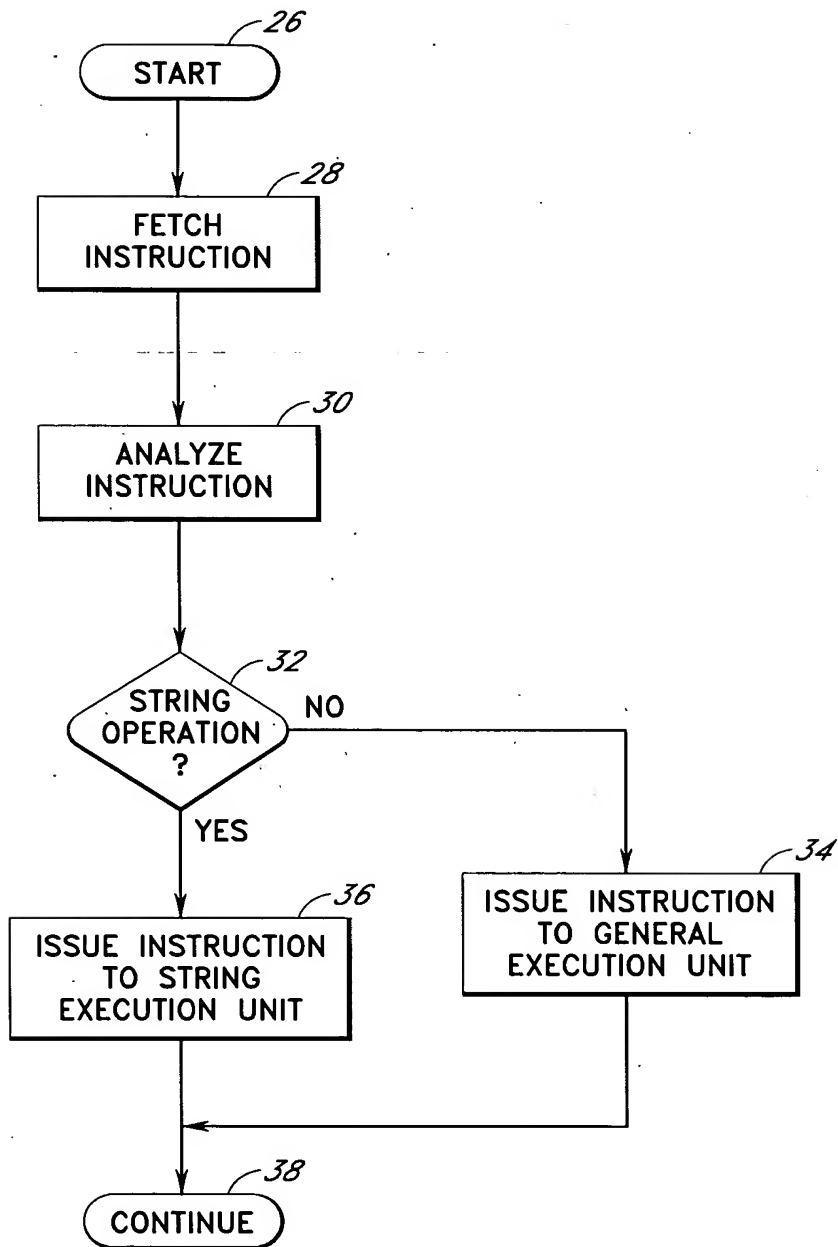 26
START
28
FETCH
INSTRUCTION
30
ANALYZE
INSTRUCTION
32
STRING
OPERATION
?
NO
YES
34
ISSUE INSTRUCTION
TO GENERAL
EXECUTION UNIT
36
ISSUE INSTRUCTION
TO STRING
EXECUTION UNIT
38
CONTINUE